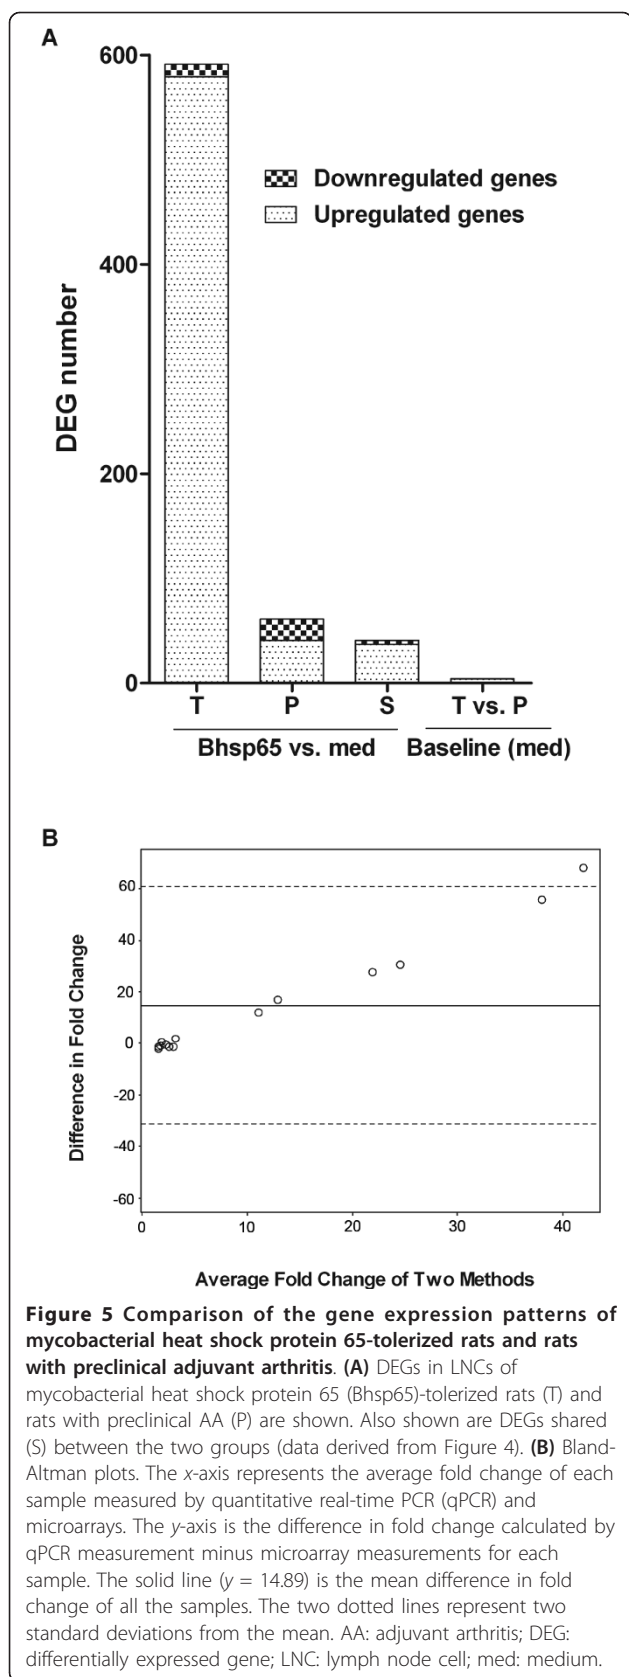 A
600
400
200
0
DEG number
Downregulated genes
Upregulated genes
T P S T vs. P
Bhsp65 vs. med Baseline (med)
B
60
40
20
0
-20
-40
-60
Difference in Fold Change
0 10 20 30 40
Average Fold Change of Two Methods
Figure 5 Comparison of the gene expression patterns of
mycobacterial heat shock protein 65-tolerized rats and rats
with preclinical adjuvant arthritis. (A) DEGs in LNCs of
mycobacterial heat shock protein 65 (Bhsp65)-tolerized rats (T) and
rats with preclinical AA (P) are shown. Also shown are DEGs shared
(S) between the two groups (data derived from Figure 4). (B) Bland-
Altman plots. The x-axis represents the average fold change of each
sample measured by quantitative real-time PCR (qPCR) and
microarrays. The y-axis is the difference in fold change calculated by
qPCR measurement minus microarray measurements for each
sample. The solid line (y = 14.89) is the mean difference in fold
change of all the samples. The two dotted lines represent two
standard deviations from the mean. AA: adjuvant arthritis; DEG:
differentially expressed gene; LNC: lymph node cell; med: medium.